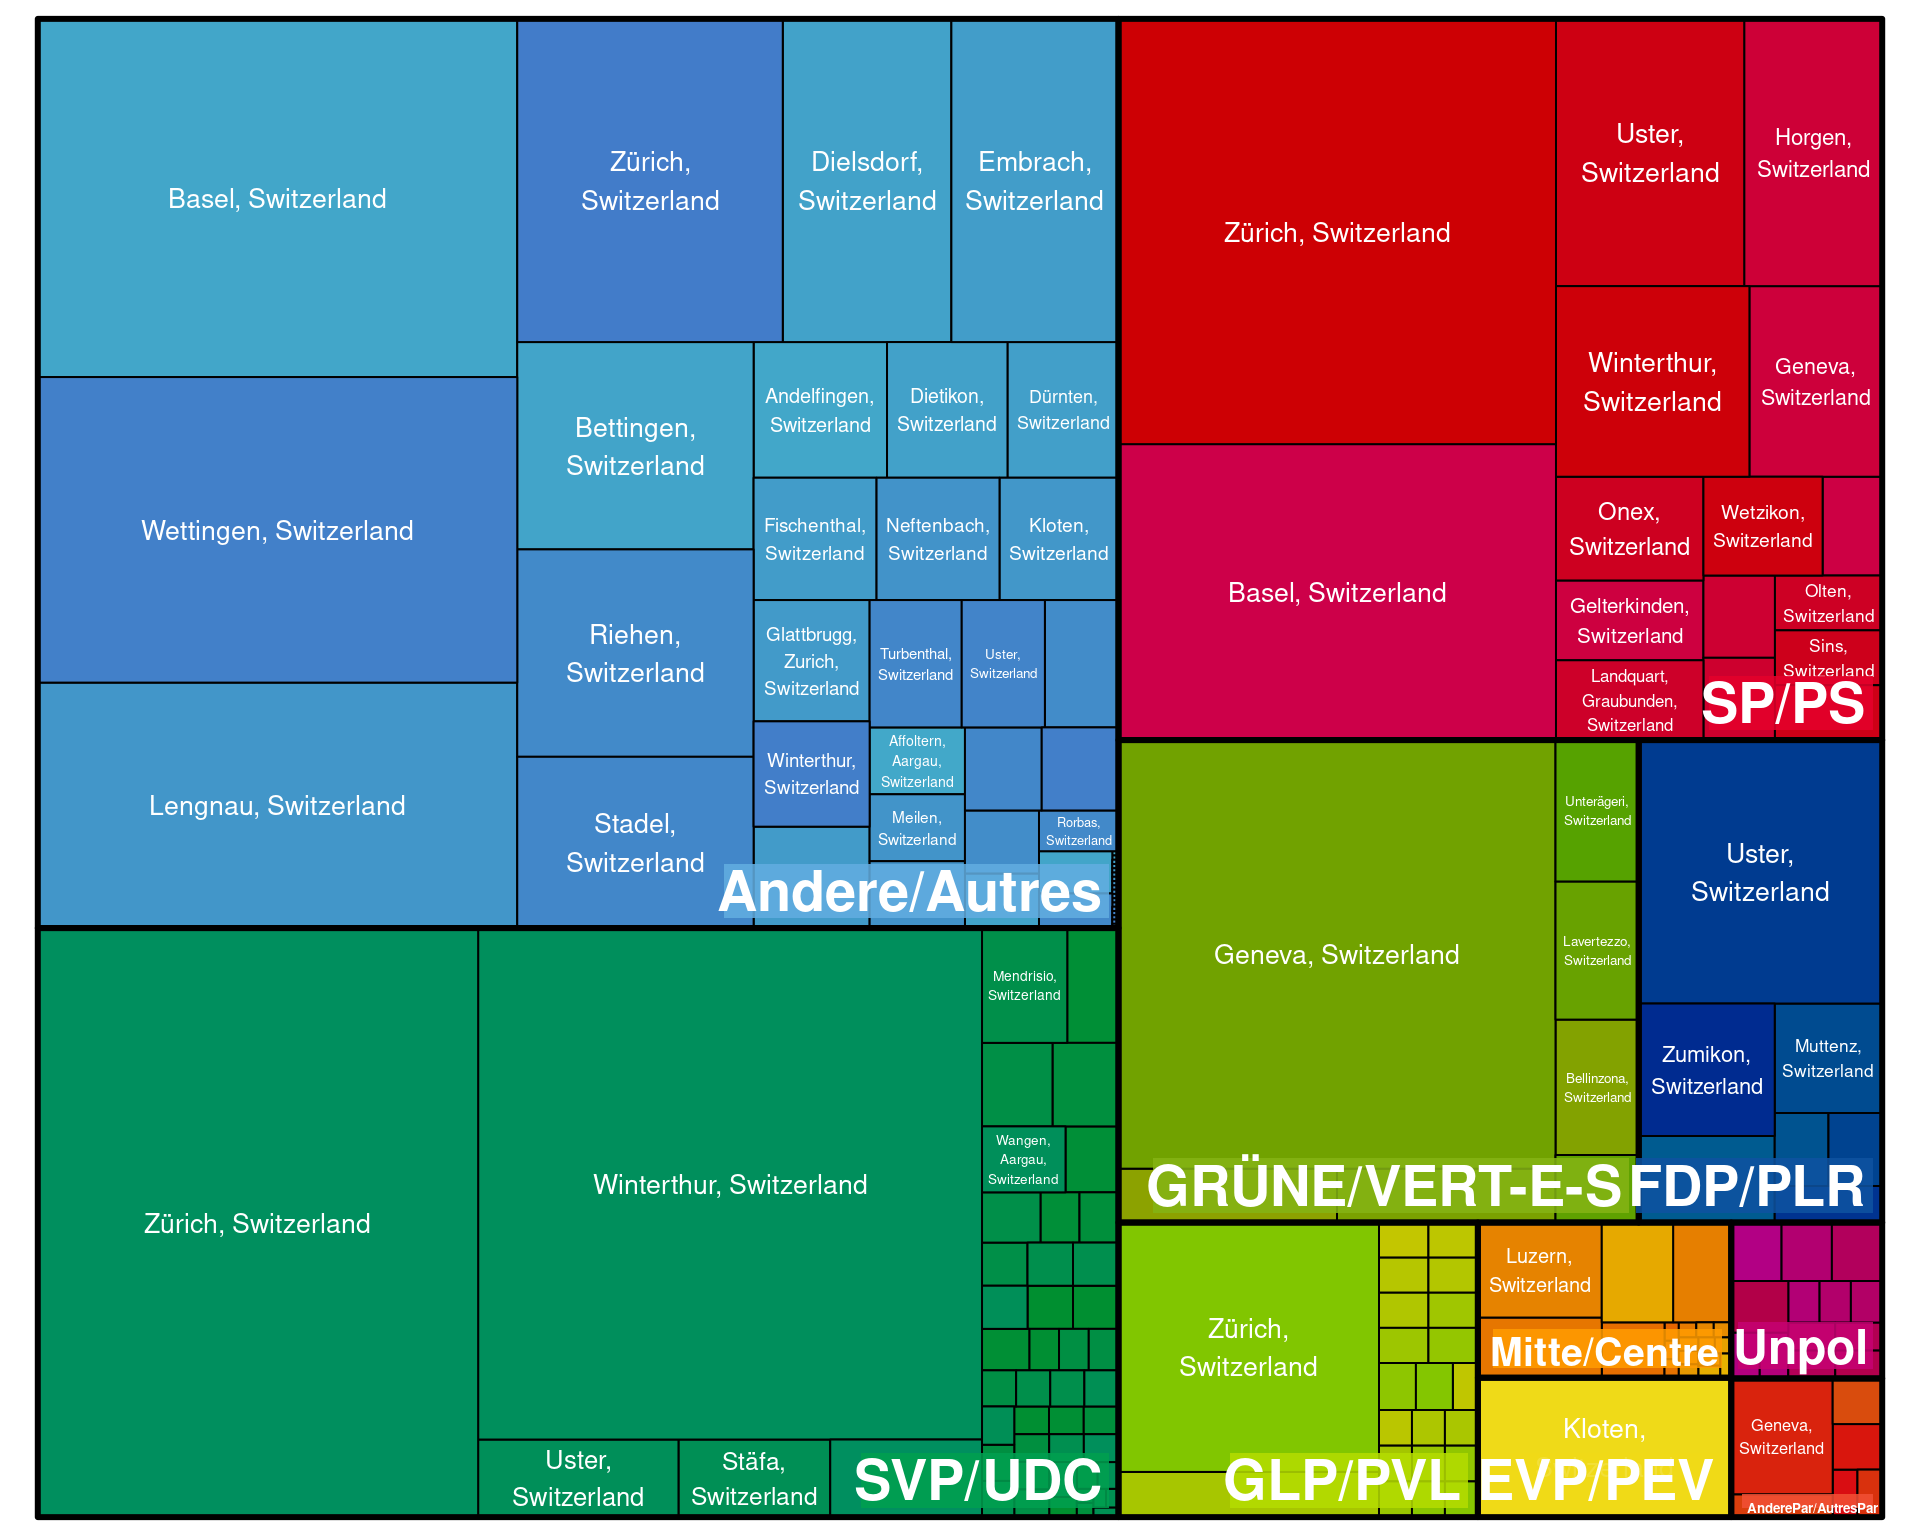 Basel, Switzerland
Zürich,
Switzerland
Dielsdorf,
Switzerland
Embrach,
Switzerland
Wettingen, Switzerland
Lengnau, Switzerland
Bettingen,
Switzerland
Andelfingen,
Switzerland
Dietikon,
Switzerland
Dürnten,
Switzerland
Fischenthal,
Switzerland
Neftenbach,
Switzerland
Kloten,
Switzerland
Riehen,
Switzerland
Glattbrugg,
Zurich,
Switzerland
Turbenthal,
Switzerland
Uster,
Switzerland
Stadel,
Switzerland
Winterthur,
Switzerland
Affoltern,
Aargau,
Switzerland
Meilen,
Switzerland
Rorbas,
Switzerland
Andere/Autres
Zürich, Switzerland
Basel, Switzerland
Uster,
Switzerland
Horgen,
Switzerland
Winterthur,
Switzerland
Geneva,
Switzerland
Onex,
Switzerland
Wetzikon,
Switzerland
Gelterkinden,
Switzerland
Olten,
Switzerland
Sins,
Switzerland
Landquart,
Graubunden,
Switzerland
SP/PS
Zürich, Switzerland
Winterthur, Switzerland
Uster,
Switzerland
Stäfa,
Switzerland
Mendrisio,
Switzerland
Wangen,
Aargau,
Switzerland
SVP/UDC
Geneva, Switzerland
Unterägeri,
Switzerland
Lavertezzo,
Switzerland
Bellinzona,
Switzerland
GRÜNE/VERT-E-S
Uster,
Switzerland
Zumikon,
Switzerland
Muttenz,
Switzerland
FDP/PLR
Zürich,
Switzerland
GLP/PVL
Luzern,
Switzerland
Mitte/Centre
Unpol
Kloten,
EVP/PEV
Geneva,
Switzerland
AnderePar/AutresPar